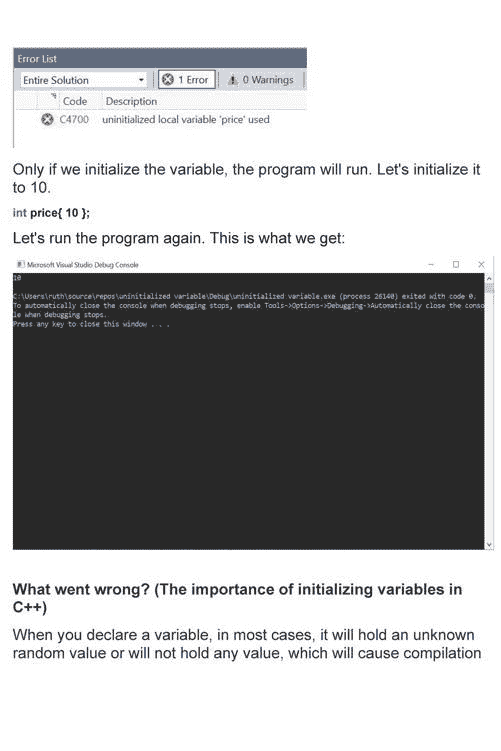 Error List
Entire Solution
1 Error
0 Warnings
Code Description
C4700 uninitialized local variable 'price' used
Only if we initialize the variable, the program will run. Let's initialize it
to 10.
int price{ 10 };
Let's run the program again. This is what we get:
Microsoft Visual Studio Debug Console
10
C:\Users\ruth\source\repos\uninitialized variable\Debug\uninitialized variable.exe (process 26140) exited with code 0.
To automatically close the console when debugging stops, enable Tools->Options->Debugging->Automatically close the conso
le when debugging stops.
Press any key to close this window . . .
What went wrong? (The importance of initializing variables in
C++)
When you declare a variable, in most cases, it will hold an unknown
random value or will not hold any value, which will cause compilation